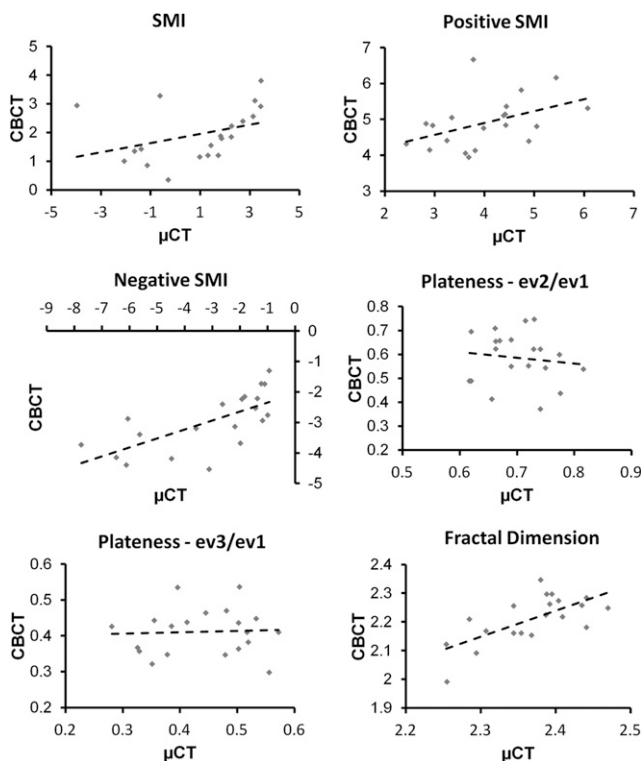 SMI
5
4
3
2
1
0
CBCT
-5 -3 -1 1 3 5
µCT
Positive SMI
7
6
5
4
3
CBCT
2 3 4 5 6 7
µCT
Negative SMI
-9 -8 -7 -6 -5 -4 -3 -2 -1 0
0
-1
-2
-3
-4
-5
CBCT
µCT
Plateness - ev2/ev1
0.8
0.7
0.6
0.5
0.4
0.3
0.2
CBCT
0.5 0.6 0.7 0.8 0.9
µCT
Plateness - ev3/ev1
0.6
0.5
0.4
0.3
0.2
CBCT
0.2 0.3 0.4 0.5 0.6
µCT
Fractal Dimension
2.4
2.3
2.2
2.1
2
1.9
CBCT
2.2 2.3 2.4 2.5
µCT